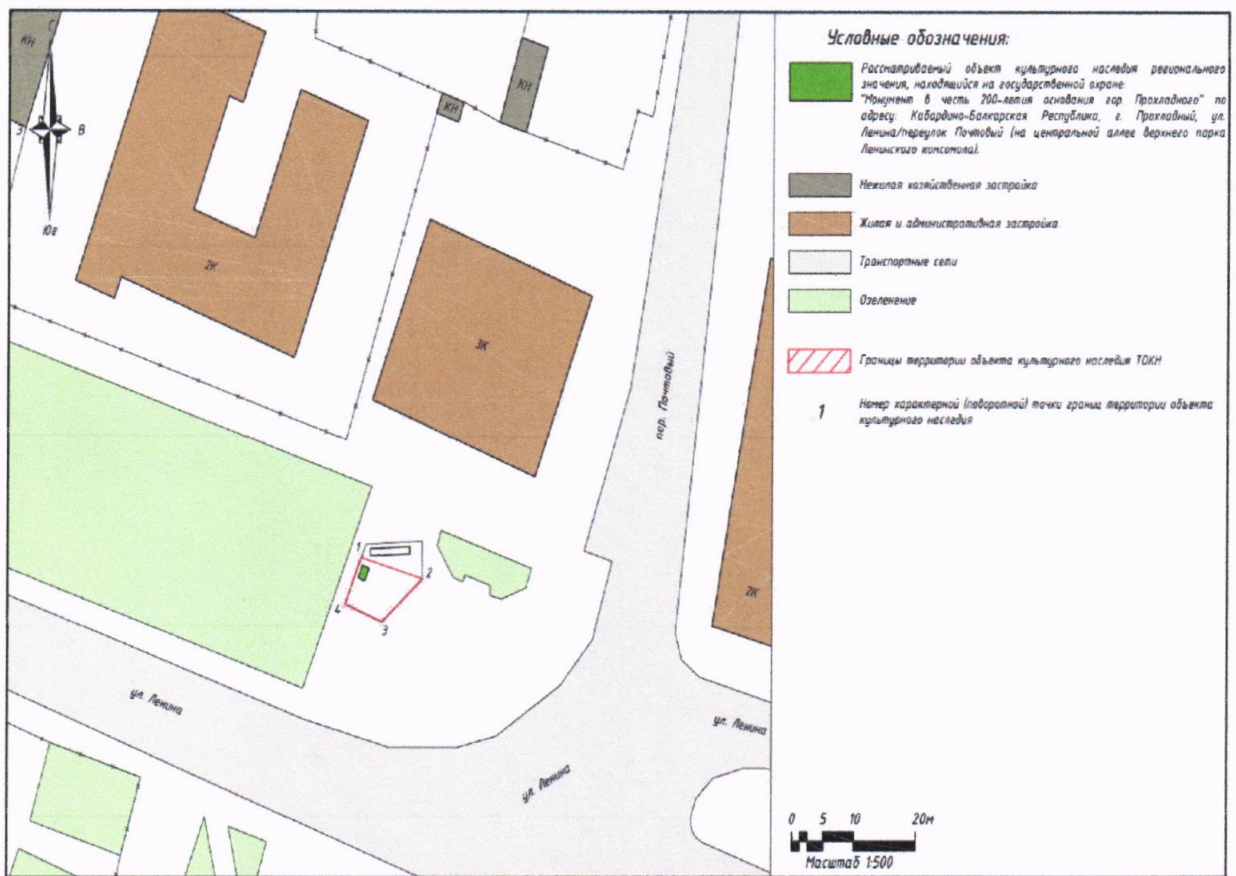 КН
С
З
В
Юг
2К
КН
КН
3К
пер. Почтовый
2К
1
2
3
4
ул. Ленина
ул. Ленина
ул. Ленина
Условные обозначения:
Рассматриваемый объект культурного наследия регионального
значения, находящийся на государственной охране:
"Монумент в честь 200-летия основания гор. Прохладного" по
адресу: Кабардино-Балкарская Республика, г. Прохладный, ул.
Ленина/переулок Почтовый (на центральной аллее верхнего парка
Ленинского комсомола).
Нежилая хозяйственная застройка
Жилая и административная застройка
Транспортные сети
Озеленение
Границы территории объекта культурного наследия ТОКН
1
Номер характерной (поворотной) точки границ территории объекта
культурного наследия
0 5 10 20м
Масштаб 1:500